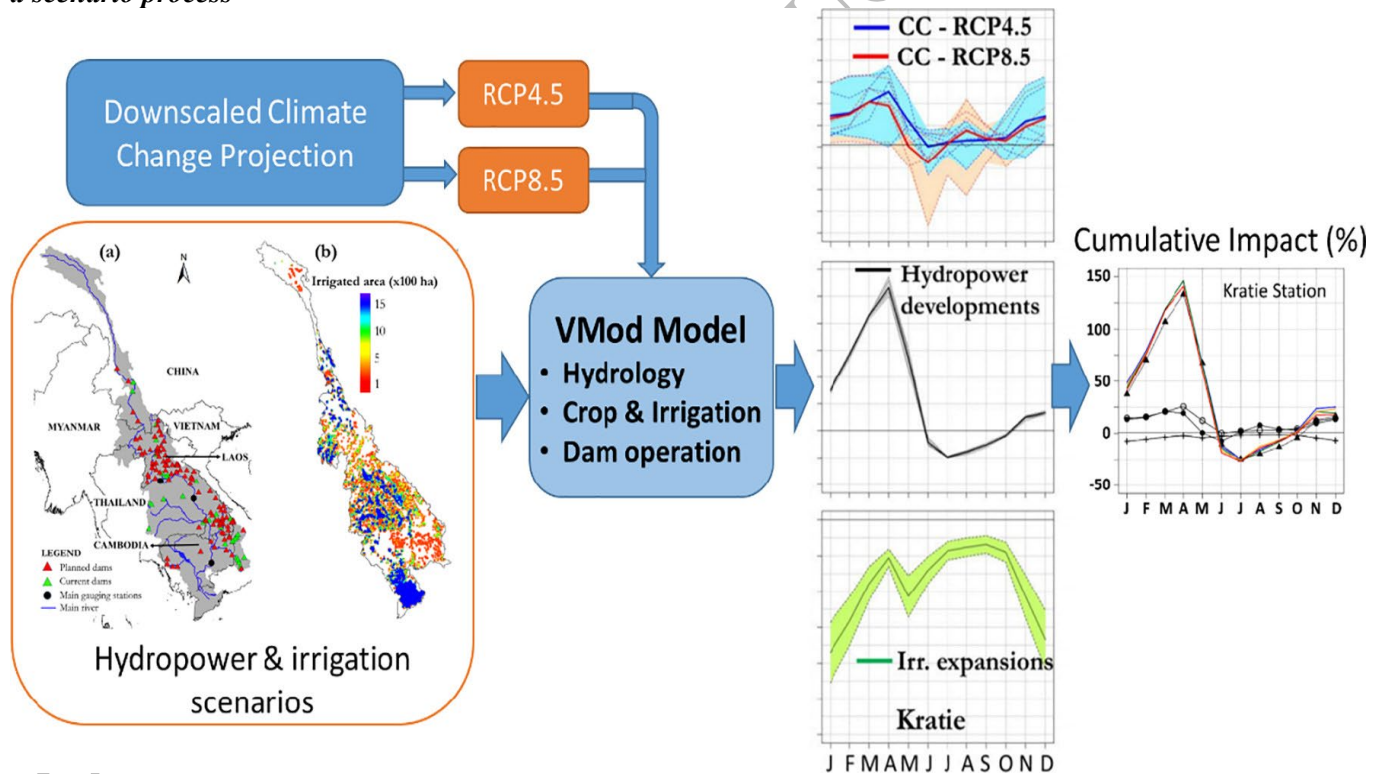 a scenario process
Downscaled Climate
Change Projection
RCP4.5
RCP8.5
(a)
N
CHINA
MYANMAR
VIETNAM
LAOS
THAILAND
CAMBODIA
LEGEND
Planned dams
Current dams
Main gauging stations
Main river
(b)
Irrigated area (x100 ha)
15
10
5
1
Hydropower & irrigation
scenarios
VMod Model
• Hydrology
• Crop & Irrigation
• Dam operation
CC - RCP4.5
CC - RCP8.5
Hydropower
developments
Irr. expansions
Kratie
J F M A M J J A S O N D
Cumulative Impact (%)
Kratie Station
150
100
50
0
-50
J F M A M J J A S O N D